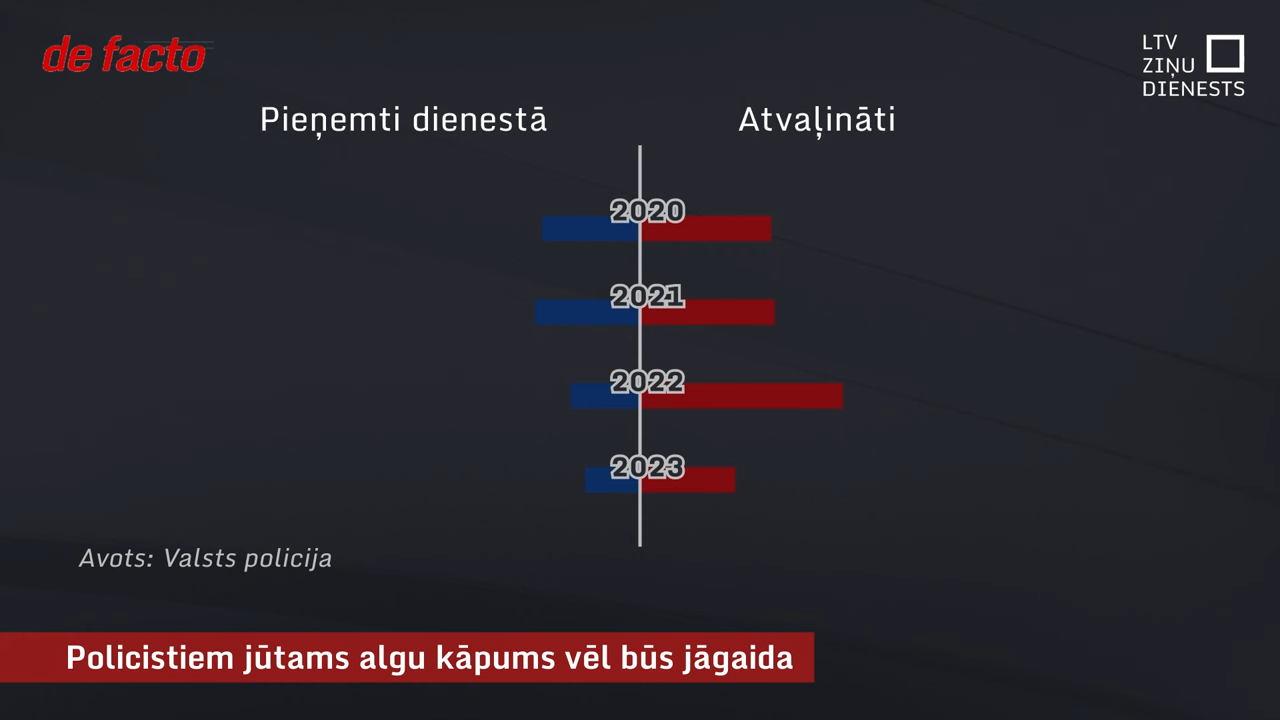 de facto
LTV
ZIŅU
DIENESTS
Pieņemti dienestā
Atvaļināti
2020
2021
2022
2023
Avots: Valsts policija
Policistiem jūtams algu kāpums vēl būs jāgaida